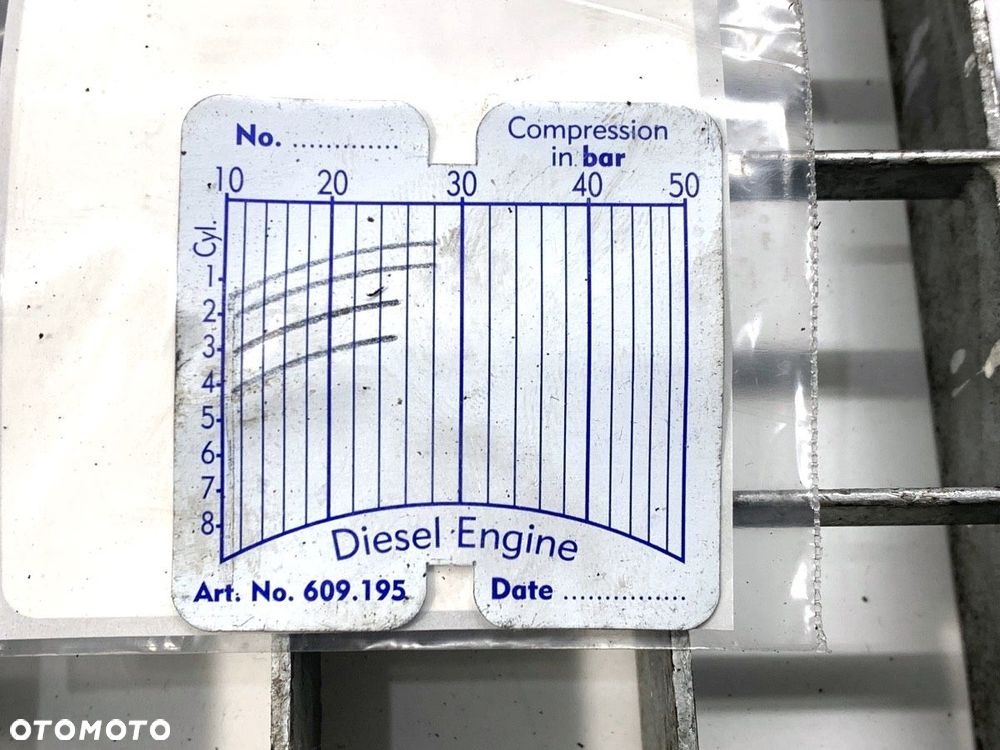 No. .............
Compression
in bar
10 20 30 40 50
Cyl.
1
2
3
4
5
6
7
8
Diesel Engine
Art. No. 609.195
Date ...............
OTOMOTO